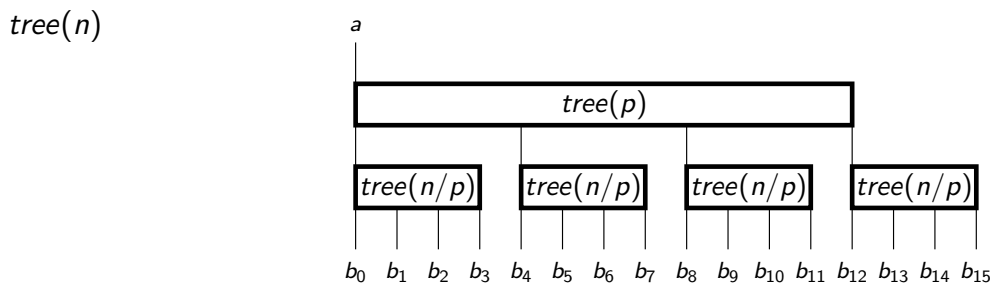 tree(n)
a
tree(p)
tree(n/p) tree(n/p) tree(n/p) tree(n/p)
b₀ b₁ b₂ b₃ b₄ b₅ b₆ b₇ b₈ b₉ b₁₀ b₁₁ b₁₂ b₁₃ b₁₄ b₁₅